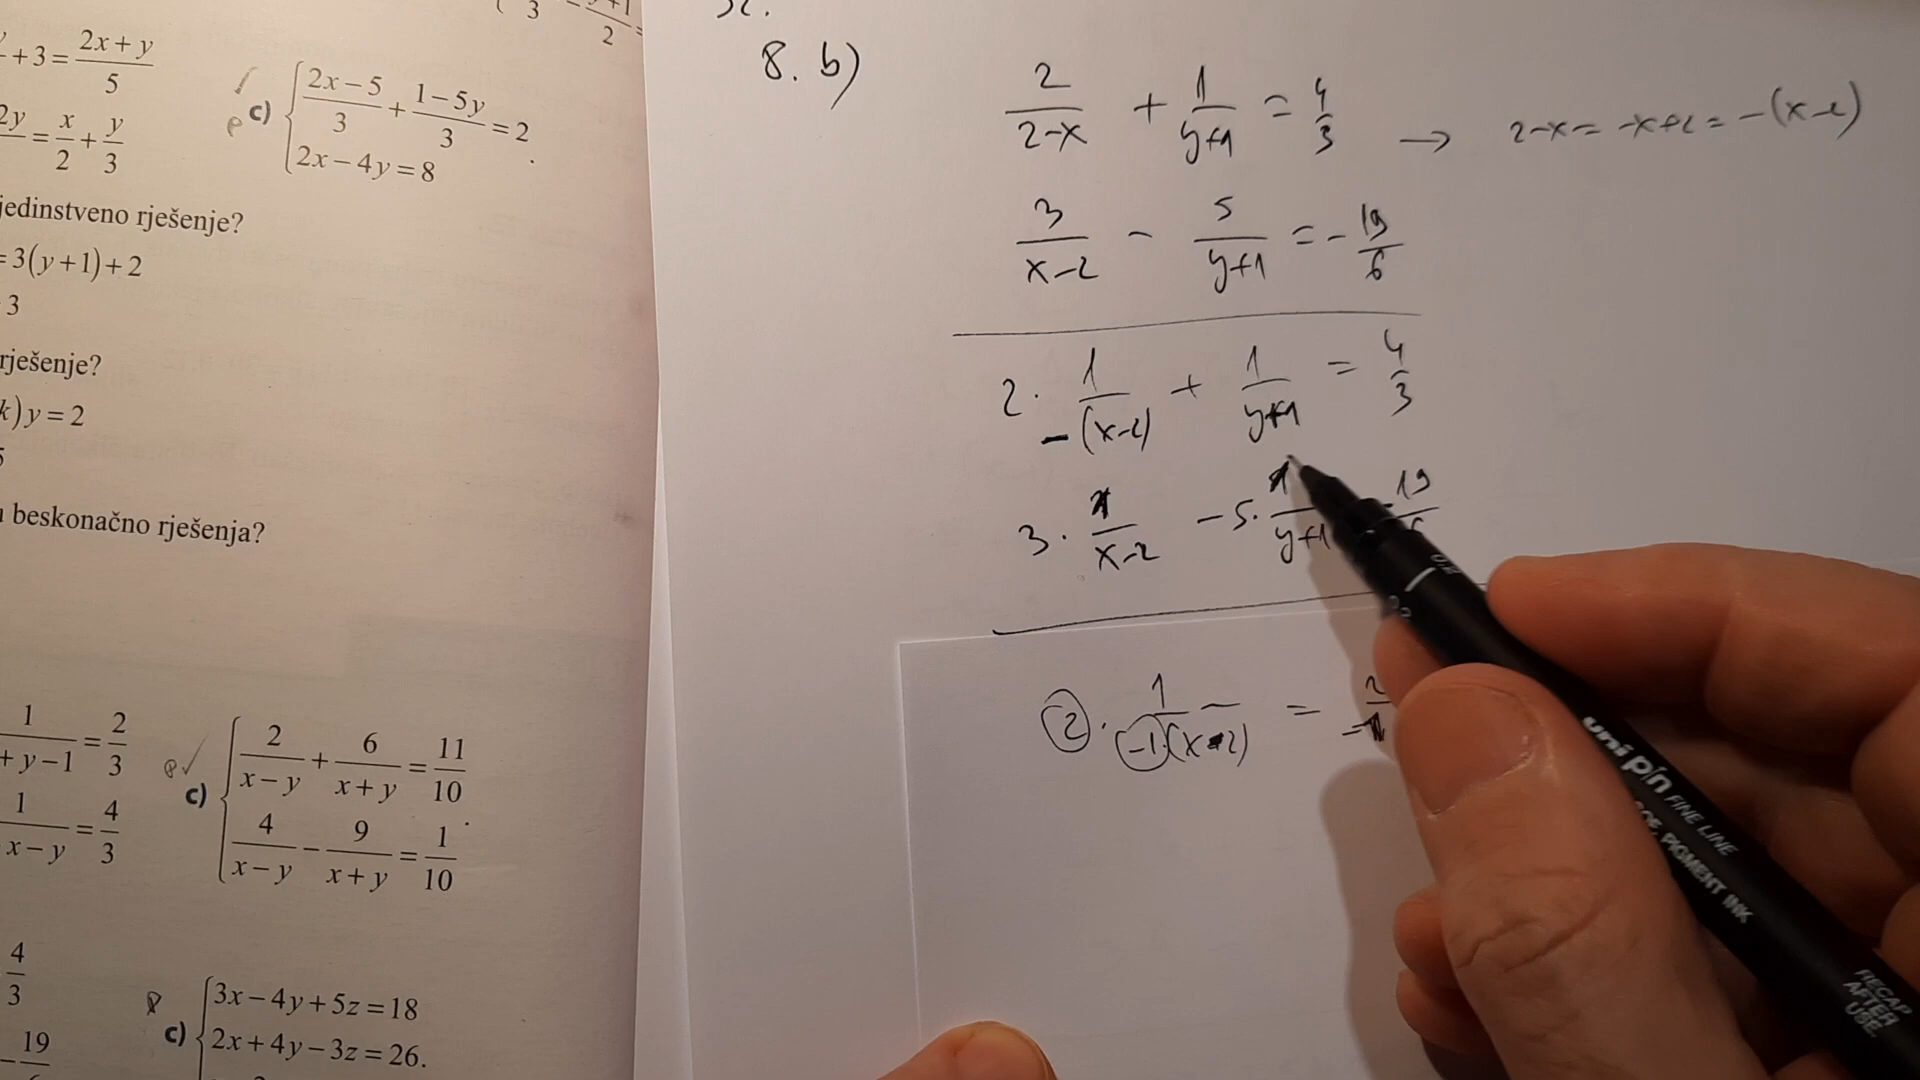 + 3 = (2x + y)/5
2y = x/2 + y/3
c) { (2x − 5)/3 + (1 − 5y)/3 = 2
2x − 4y = 8 .
jedinstveno rješenje?
= 3(y + 1) + 2
3
rješenje?
k) y = 2
beskonačno rješenja?
1/(+ y − 1) = 2/3
1/(x − y) = 4/3
c) { 2/(x − y) + 6/(x + y) = 11/10
4/(x − y) − 9/(x + y) = 1/10 .
4/3
−19
c) { 3x − 4y + 5z = 18
2x + 4y − 3z = 26.
8. b)
2/(2-x) + 1/(y+1) = 4/3 → 2-x = -x+2 = -(x-2)
3/(x-2) - 5/(y+1) = - 19/6
2 · 1/-(x-2) + 1/(y+1) = 4/3
3 · 1/(x-2) - 5 · 1/(y+1) 19/6
2 · 1/-1(x-2) = 2/-1
uni pin FINE LINE
PIGMENT INK
RECAP
AFTER
USE